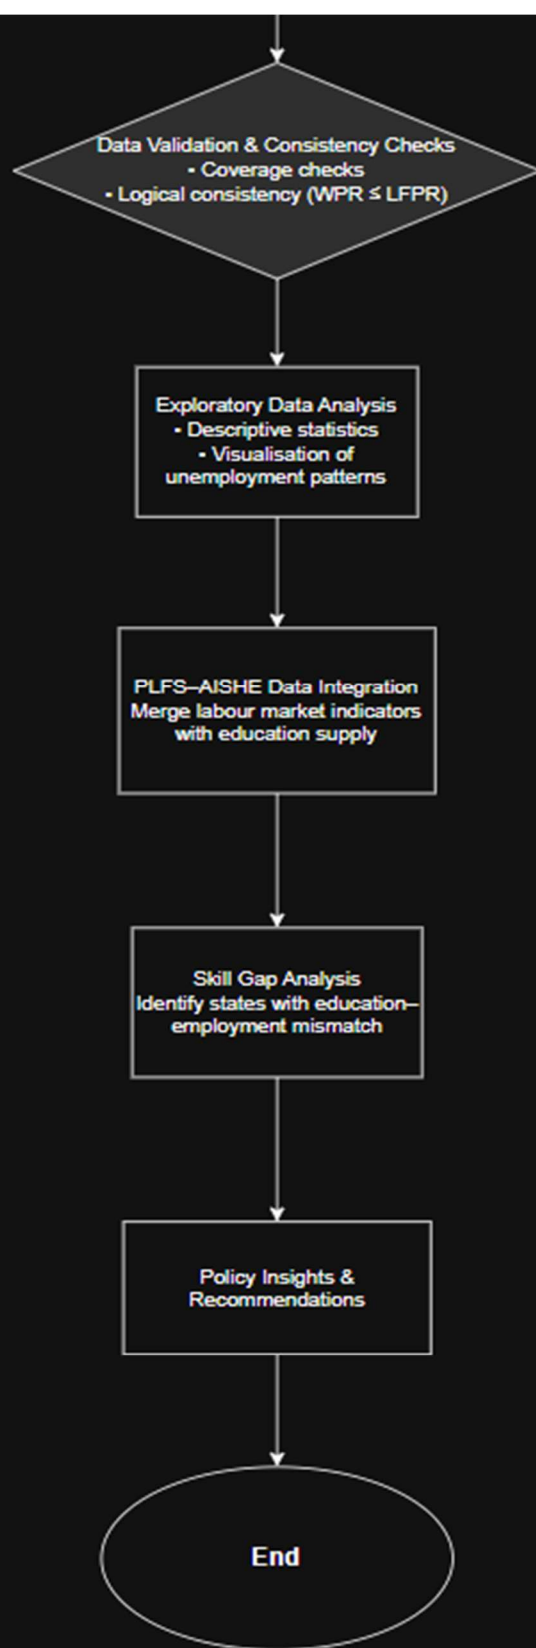 Data Validation & Consistency Checks
- Coverage checks
- Logical consistency (WPR ≤ LFPR)
Exploratory Data Analysis
- Descriptive statistics
- Visualisation of
unemployment patterns
PLFS–AISHE Data Integration
Merge labour market indicators
with education supply
Skill Gap Analysis
Identify states with education–
employment mismatch
Policy Insights &
Recommendations
End